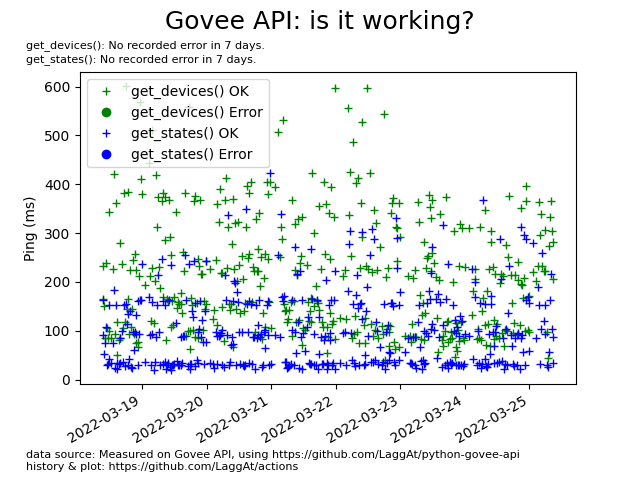 Govee API: is it working?
get_devices(): No recorded error in 7 days.
get_states(): No recorded error in 7 days.
get_devices() OK
get_devices() Error
get_states() OK
get_states() Error
Ping (ms)
600
500
400
300
200
100
0
2022-03-19
2022-03-20
2022-03-21
2022-03-22
2022-03-23
2022-03-24
2022-03-25
data source: Measured on Govee API, using https://github.com/LaggAt/python-govee-api
history & plot: https://github.com/LaggAt/actions